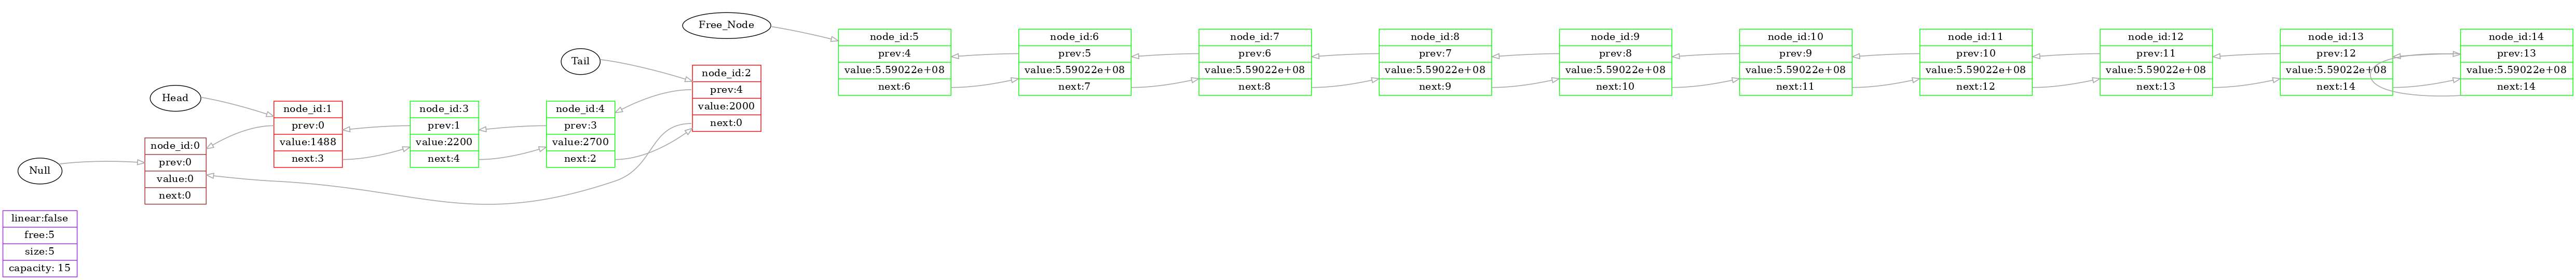 Null
linear:false
free:5
size:5
capacity: 15
node_id:0
prev:0
value:0
next:0
Head
node_id:1
prev:0
value:1488
next:3
node_id:3
prev:1
value:2200
next:4
Tail
node_id:4
prev:3
value:2700
next:2
Free_Node
node_id:2
prev:4
value:2000
next:0
node_id:5
prev:4
value:5.59022e+08
next:6
node_id:6
prev:5
value:5.59022e+08
next:7
node_id:7
prev:6
value:5.59022e+08
next:8
node_id:8
prev:7
value:5.59022e+08
next:9
node_id:9
prev:8
value:5.59022e+08
next:10
node_id:10
prev:9
value:5.59022e+08
next:11
node_id:11
prev:10
value:5.59022e+08
next:12
node_id:12
prev:11
value:5.59022e+08
next:13
node_id:13
prev:12
value:5.59022e+08
next:14
node_id:14
prev:13
value:5.59022e+08
next:14